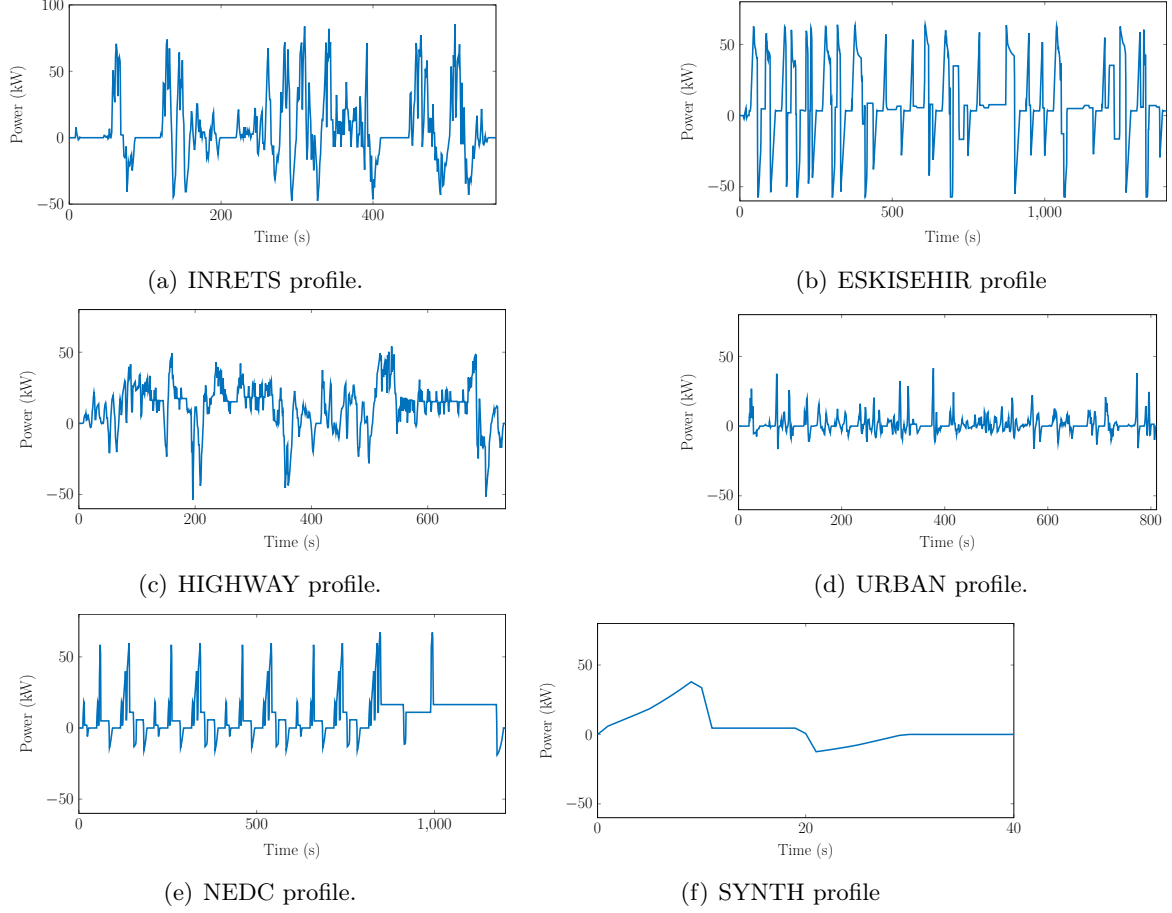 100
50
0
−50
Power (kW)
0
200
400
Time (s)
(a) INRETS profile.
50
0
−50
Power (kW)
0
500
1,000
Time (s)
(b) ESKISEHIR profile
50
0
−50
Power (kW)
0
200
400
600
Time (s)
(c) HIGHWAY profile.
50
0
−50
Power (kW)
0
200
400
600
800
Time (s)
(d) URBAN profile.
50
0
−50
Power (kW)
0
500
1,000
Time (s)
(e) NEDC profile.
50
0
−50
Power (kW)
0
20
40
Time (s)
(f) SYNTH profile